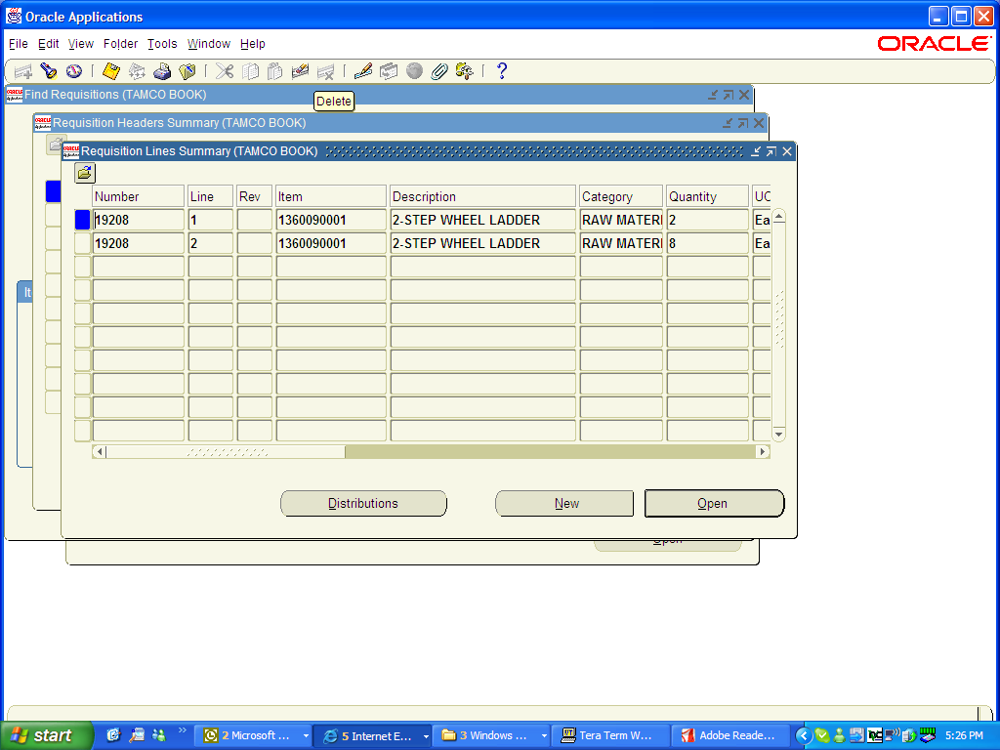 Oracle Applications
File Edit View Folder Tools Window Help
ORACLE
Find Requisitions (TAMCO BOOK)
Delete
Requisition Headers Summary (TAMCO BOOK)
Requisition Lines Summary (TAMCO BOOK)
Number Line Rev Item Description Category Quantity UO
19208 1 1360090001 2-STEP WHEEL LADDER RAW MATERI 2 Ea
19208 2 1360090001 2-STEP WHEEL LADDER RAW MATERI 8 Ea
It
Distributions New Open
Open
start 2 Microsoft ... 5 Internet E... 3 Windows ... Tera Term W... Adobe Reade... 5:26 PM